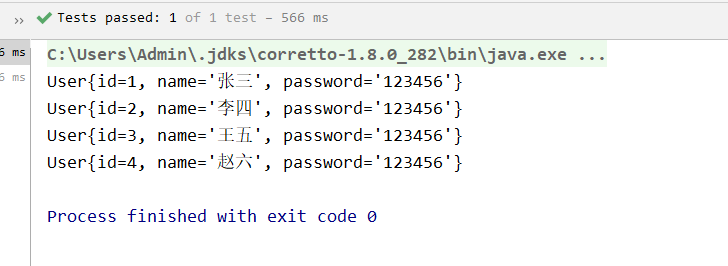 ›› ✔ Tests passed: 1 of 1 test – 566 ms
6 ms C:\Users\Admin\.jdks\corretto-1.8.0_282\bin\java.exe ...
6 ms User{id=1, name='张三', password='123456'}
User{id=2, name='李四', password='123456'}
User{id=3, name='王五', password='123456'}
User{id=4, name='赵六', password='123456'}
Process finished with exit code 0